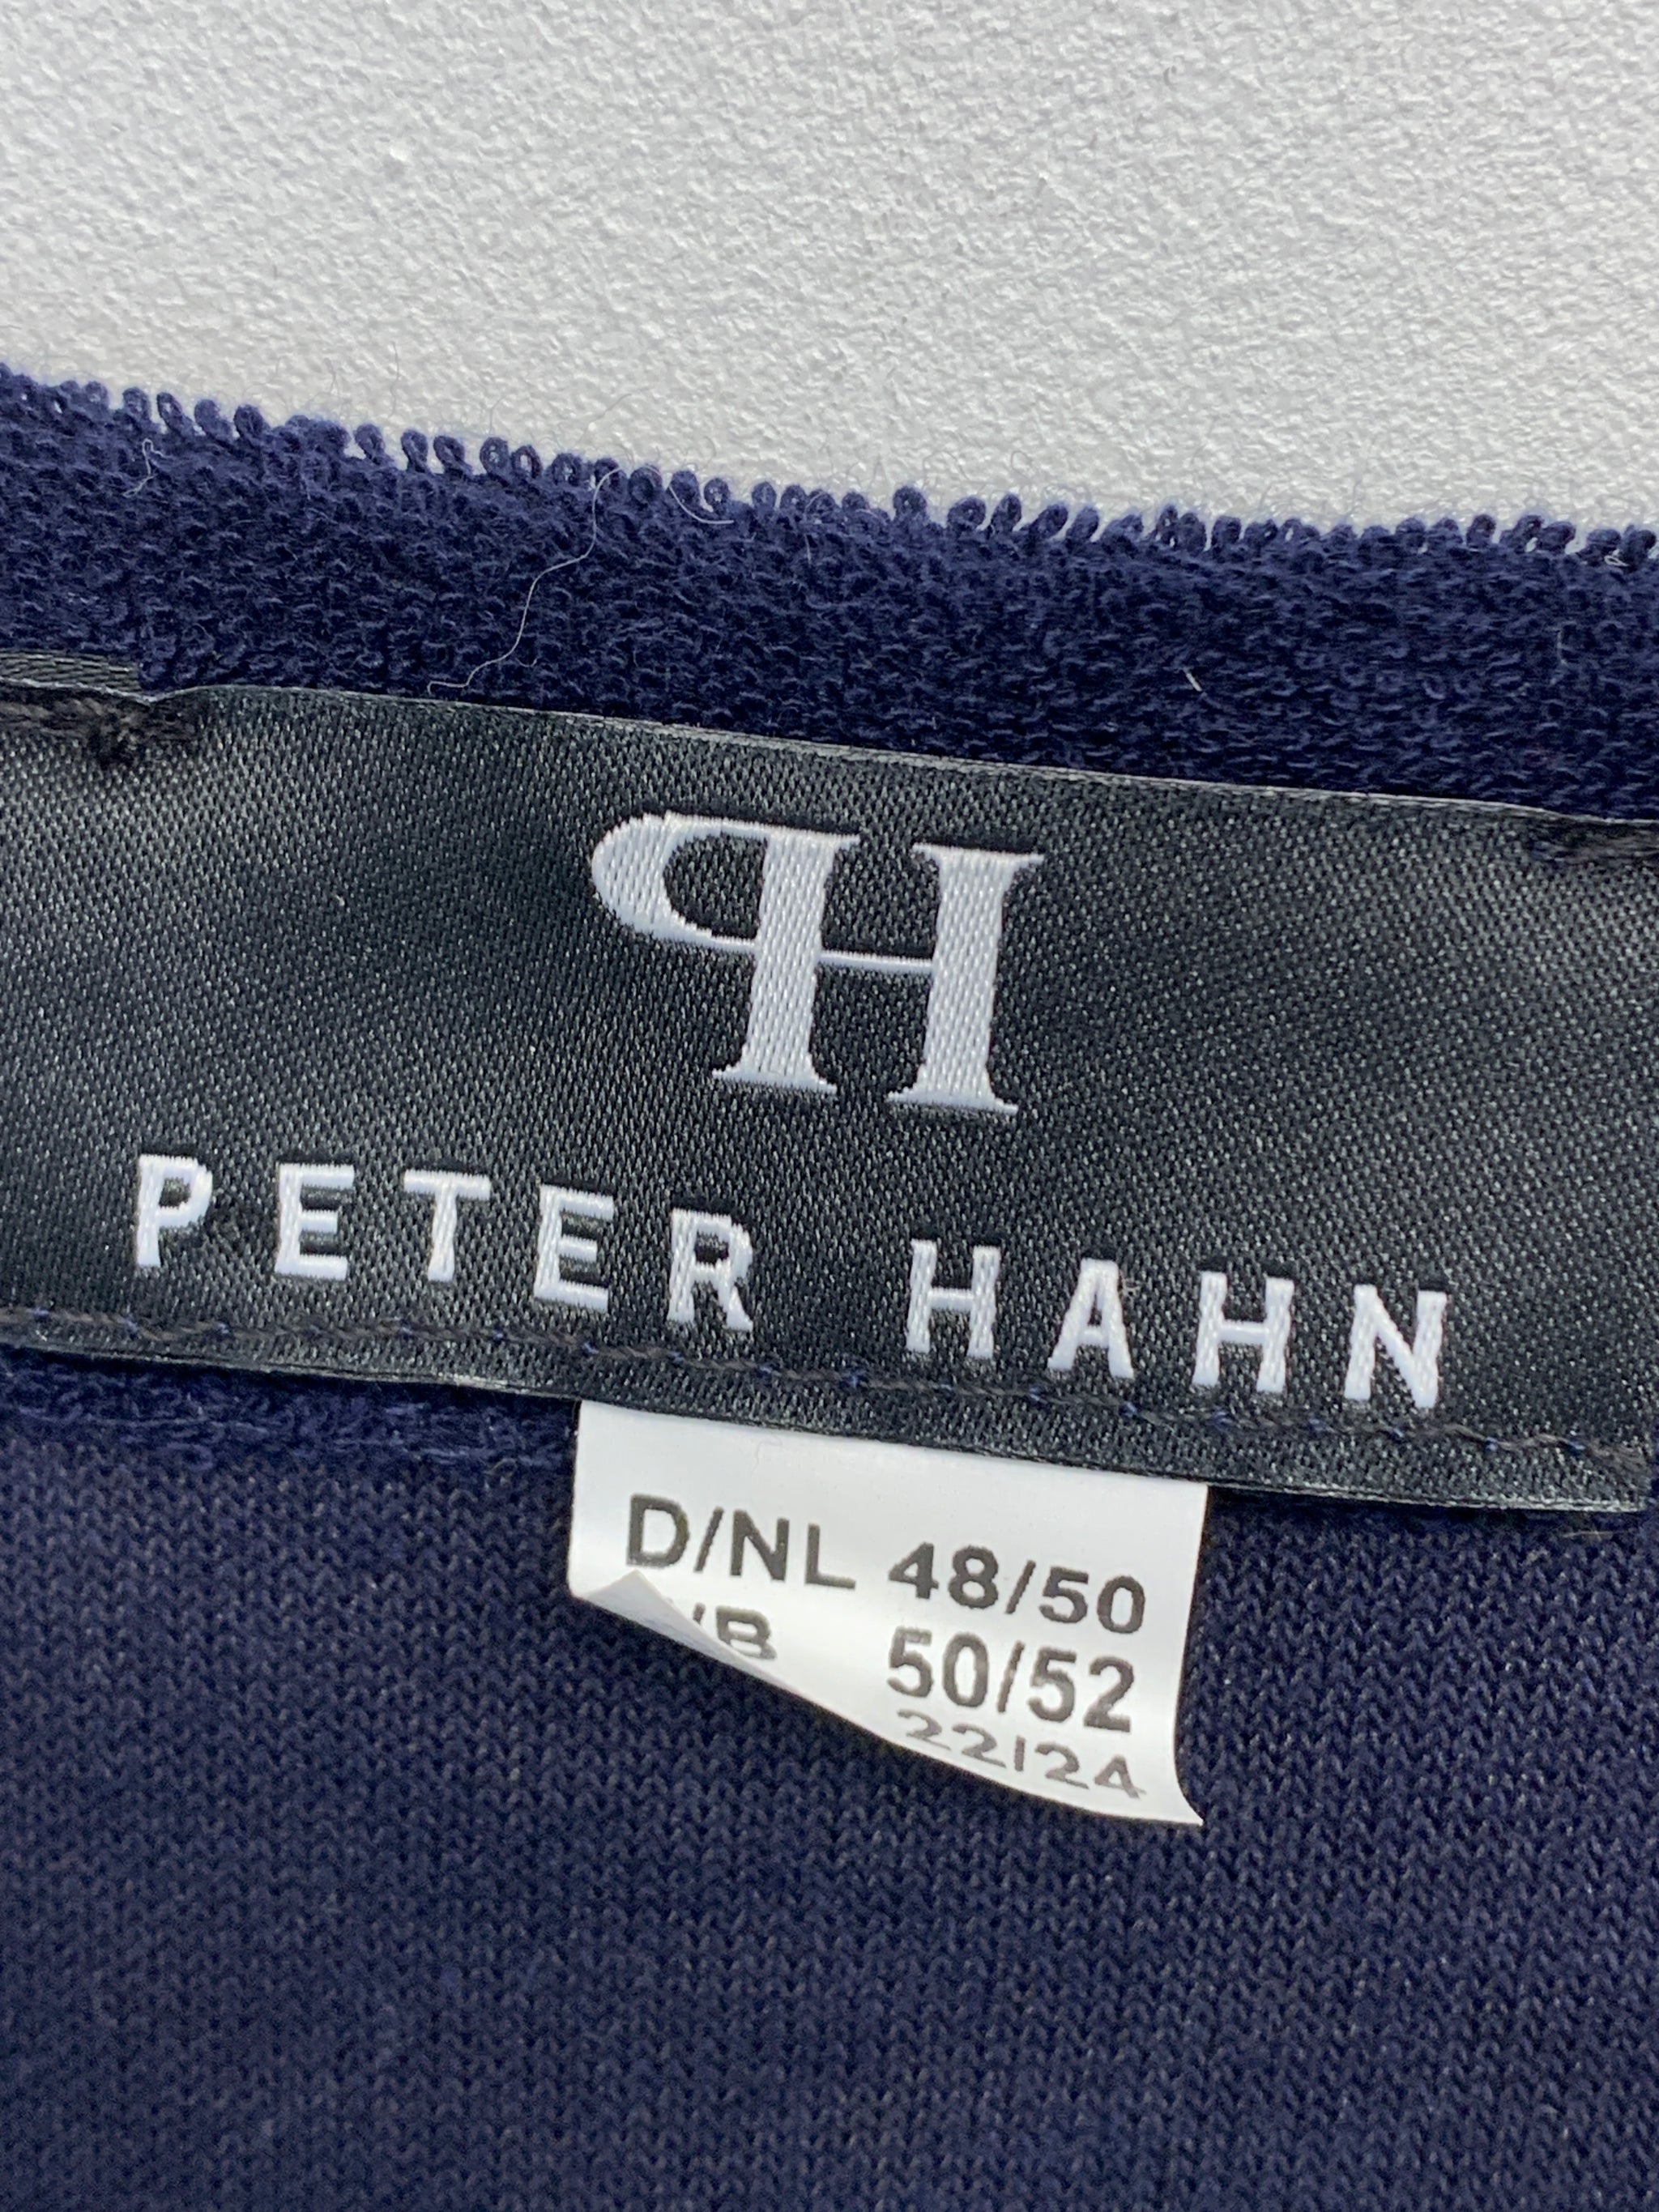 PH
PETER HAHN
D/NL 48/50
/B 50/52
22/24